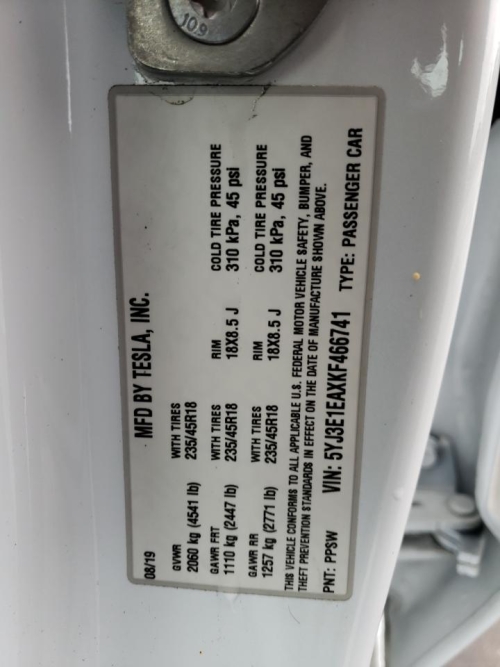 10.9
MFD BY TESLA, INC.
08/19
GVWR WITH TIRES
2060 kg (4541 lb) 235/45R18
GAWR FRT WITH TIRES RIM COLD TIRE PRESSURE
1110 kg (2447 lb) 235/45R18 18X8.5 J 310 kPa, 45 psi
GAWR RR WITH TIRES RIM COLD TIRE PRESSURE
1257 kg (2771 lb) 235/45R18 18X8.5 J 310 kPa, 45 psi
THIS VEHICLE CONFORMS TO ALL APPLICABLE U.S. FEDERAL MOTOR VEHICLE SAFETY, BUMPER, AND
THEFT PREVENTION STANDARDS IN EFFECT ON THE DATE OF MANUFACTURE SHOWN ABOVE.
PNT: PPSW VIN: 5YJ3E1EAXKF466741 TYPE: PASSENGER CAR